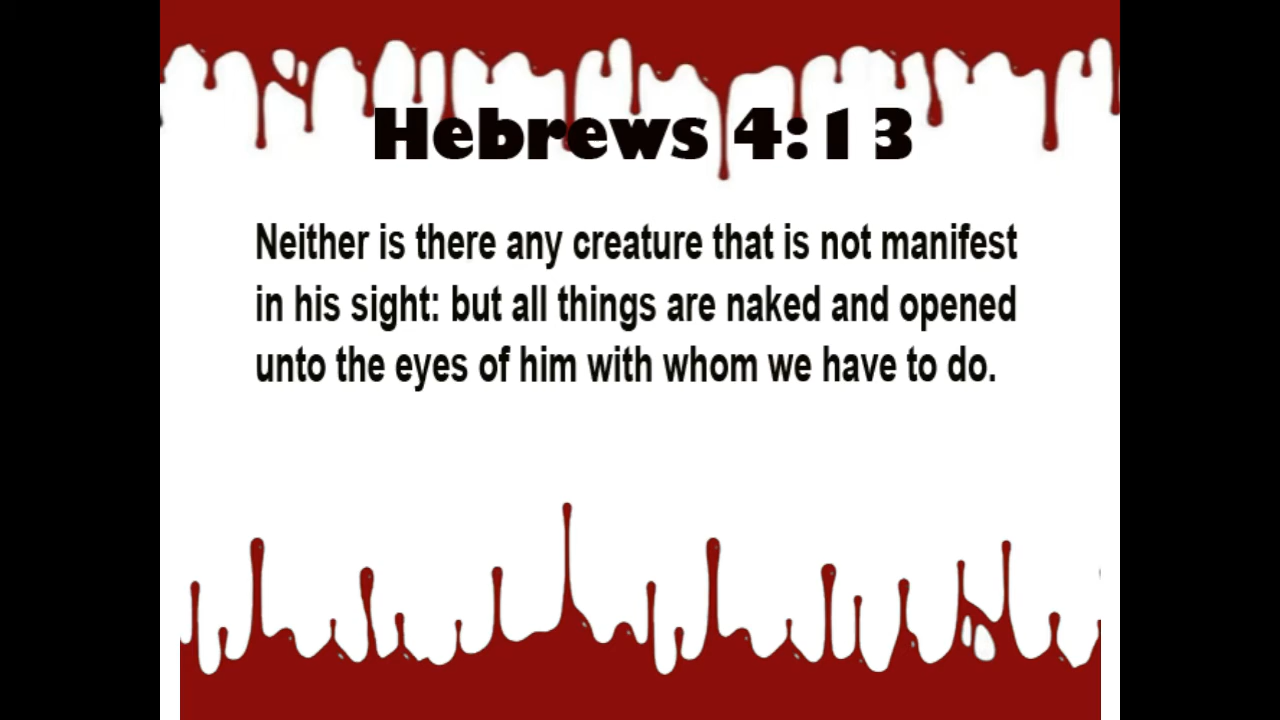 Hebrews 4:13
Neither is there any creature that is not manifest
in his sight: but all things are naked and opened
unto the eyes of him with whom we have to do.